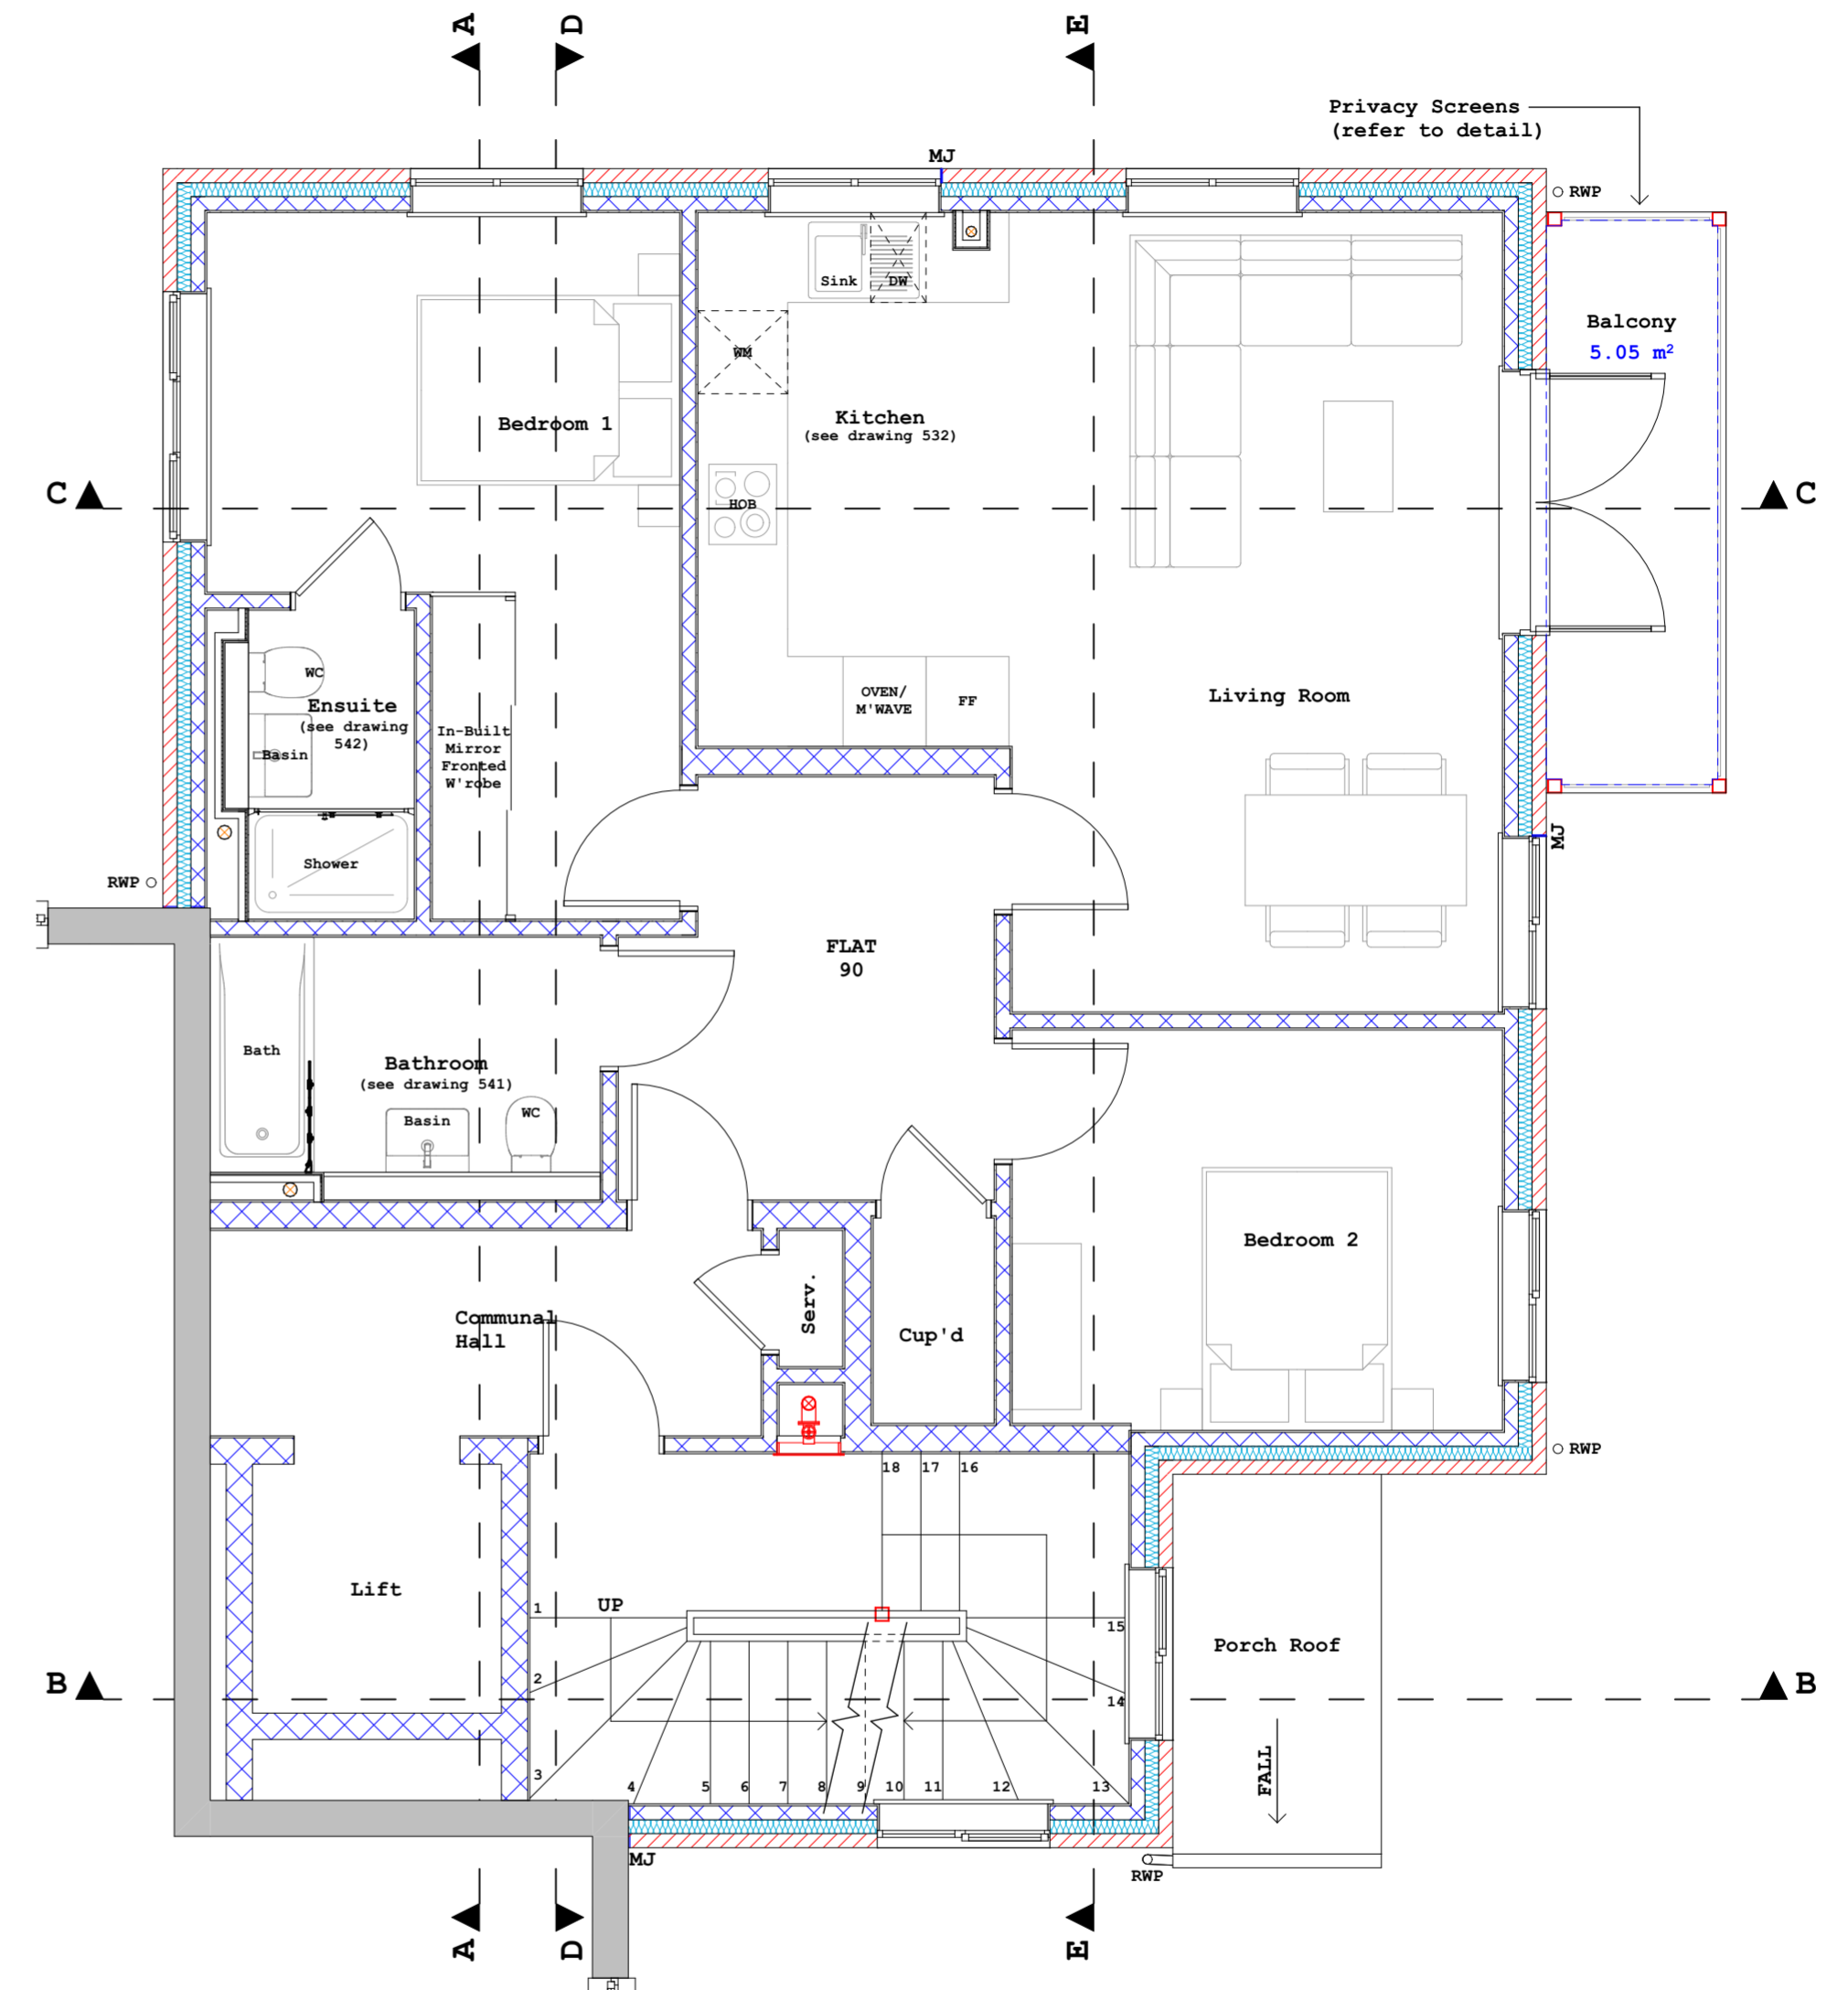 A
D
E
Privacy Screens
(refer to detail)
MJ
RWP
Sink
DW
Balcony
5.05 m²
WM
Bedroom 1
Kitchen
(see drawing 532)
C
C
HOB
WC
Ensuite
(see drawing
542)
Basin
In-Built
Mirror
Fronted
W'robe
OVEN/
M'WAVE
FF
Living Room
Shower
RWP
MJ
FLAT
90
Bath
Bathroom
(see drawing 541)
Basin
WC
Bedroom 2
Serv.
Communal
Hall
Cup'd
RWP
18
17
16
Lift
UP
1
15
Porch Roof
2
14
B
B
FALL
3
4
5
6
7
8
9
10
11
12
13
MJ
RWP
A
D
E